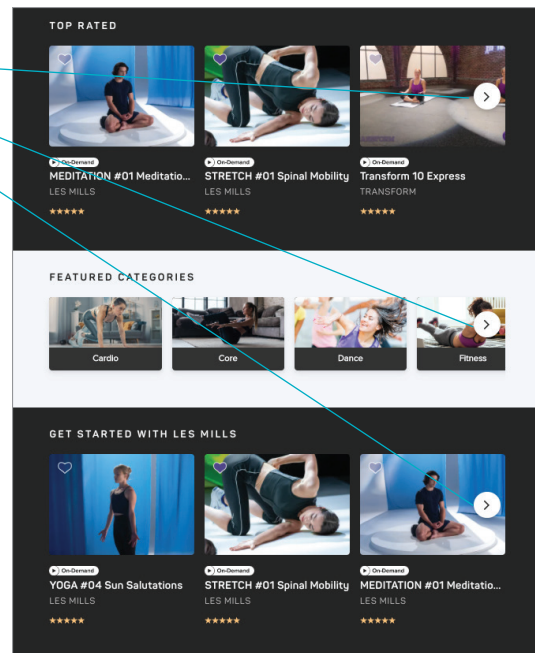 TOP RATED
On-Demand On-Demand On-Demand
MEDITATION #01 Meditatio... STRETCH #01 Spinal Mobility Transform 10 Express
LES MILLS LES MILLS TRANSFORM
FEATURED CATEGORIES
Cardio Core Dance Fitness
GET STARTED WITH LES MILLS
On-Demand On-Demand On-Demand
YOGA #04 Sun Salutations STRETCH #01 Spinal Mobility MEDITATION #01 Meditatio...
LES MILLS LES MILLS LES MILLS